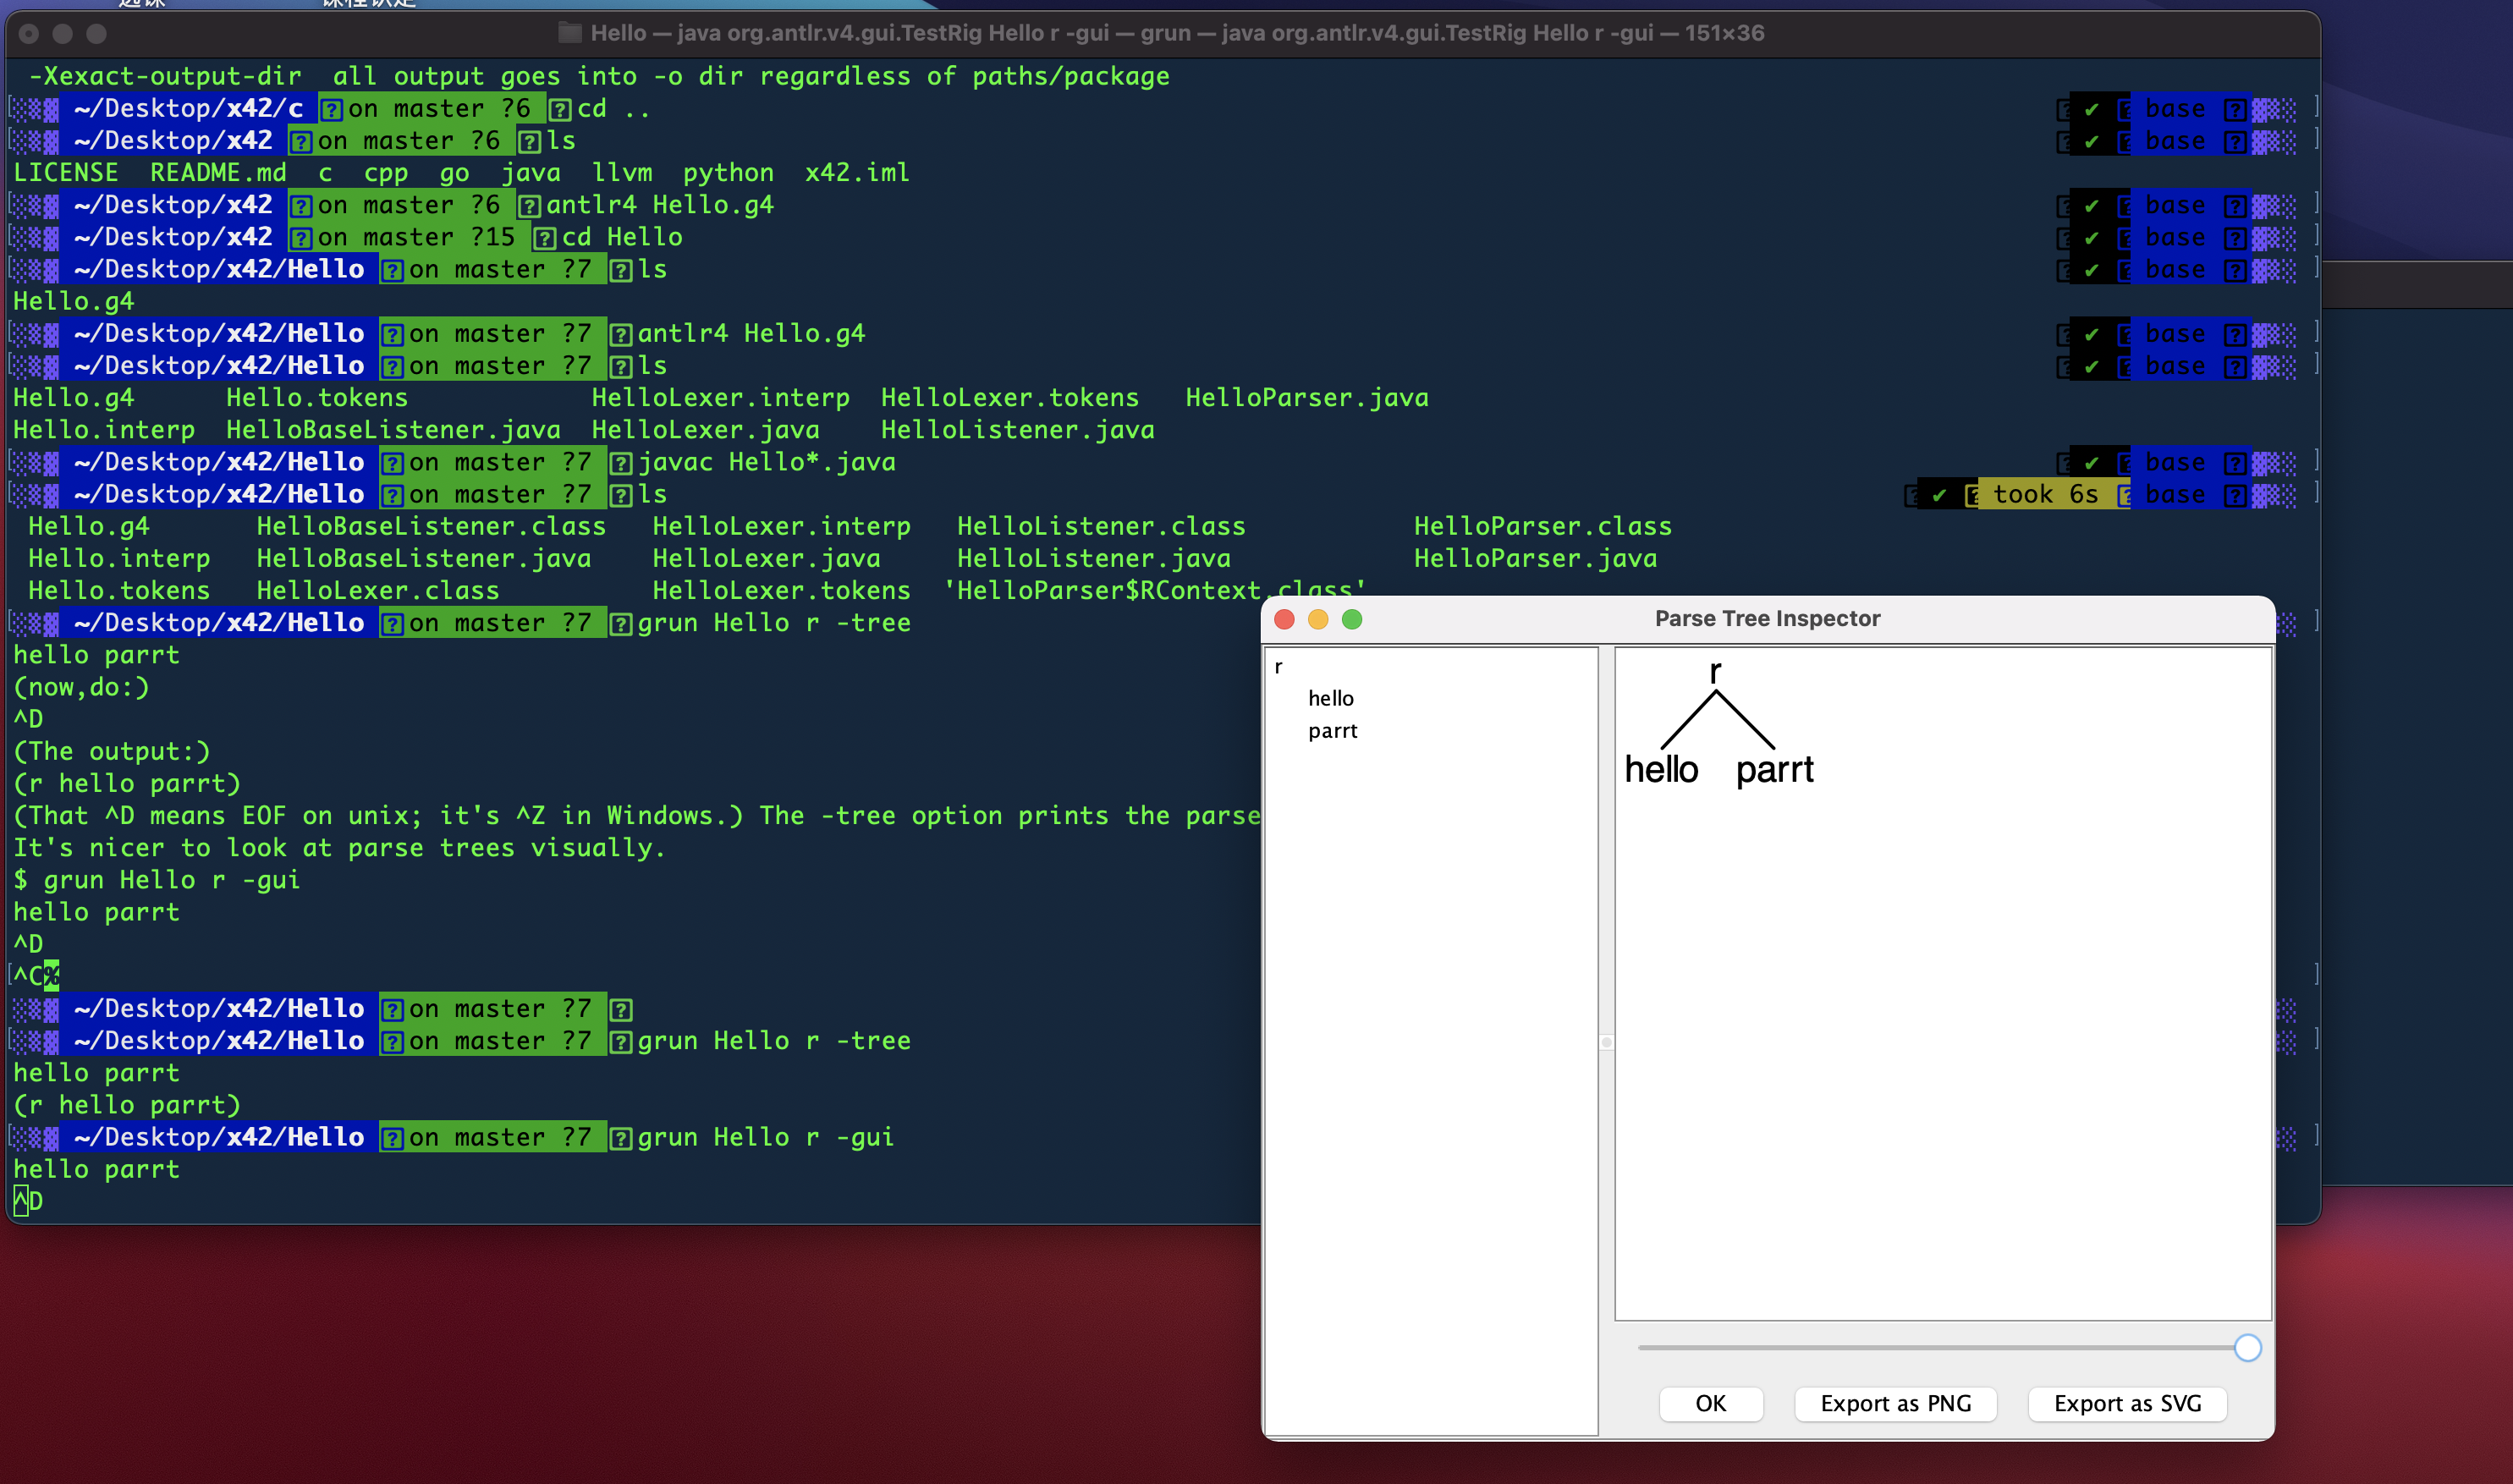 选课
课程认定
Hello — java org.antlr.v4.gui.TestRig Hello r -gui — grun — java org.antlr.v4.gui.TestRig Hello r -gui — 151×36
-Xexact-output-dir  all output goes into -o dir regardless of paths/package
~/Desktop/x42/c on master ?6 cd .. ✔ base
~/Desktop/x42 on master ?6 ls ✔ base
LICENSE  README.md  c  cpp  go  java  llvm  python  x42.iml
~/Desktop/x42 on master ?6 antlr4 Hello.g4 ✔ base
~/Desktop/x42 on master ?15 cd Hello ✔ base
~/Desktop/x42/Hello on master ?7 ls ✔ base
Hello.g4
~/Desktop/x42/Hello on master ?7 antlr4 Hello.g4 ✔ base
~/Desktop/x42/Hello on master ?7 ls ✔ base
Hello.g4  Hello.tokens  HelloLexer.interp  HelloLexer.tokens  HelloParser.java
Hello.interp  HelloBaseListener.java  HelloLexer.java  HelloListener.java
~/Desktop/x42/Hello on master ?7 javac Hello*.java ✔ base
~/Desktop/x42/Hello on master ?7 ls ✔ took 6s base
Hello.g4  HelloBaseListener.class  HelloLexer.interp  HelloListener.class  HelloParser.class
Hello.interp  HelloBaseListener.java  HelloLexer.java  HelloListener.java  HelloParser.java
Hello.tokens  HelloLexer.class  HelloLexer.tokens  'HelloParser$RContext.class'
~/Desktop/x42/Hello on master ?7 grun Hello r -tree
hello parrt
(now,do:)
^D
(The output:)
(r hello parrt)
(That ^D means EOF on unix; it's ^Z in Windows.) The -tree option prints the parse
It's nicer to look at parse trees visually.
$ grun Hello r -gui
hello parrt
^D
^C%
~/Desktop/x42/Hello on master ?7
~/Desktop/x42/Hello on master ?7 grun Hello r -tree
hello parrt
(r hello parrt)
~/Desktop/x42/Hello on master ?7 grun Hello r -gui
hello parrt
^D
Parse Tree Inspector
r
hello
parrt
r
hello parrt
OK
Export as PNG
Export as SVG